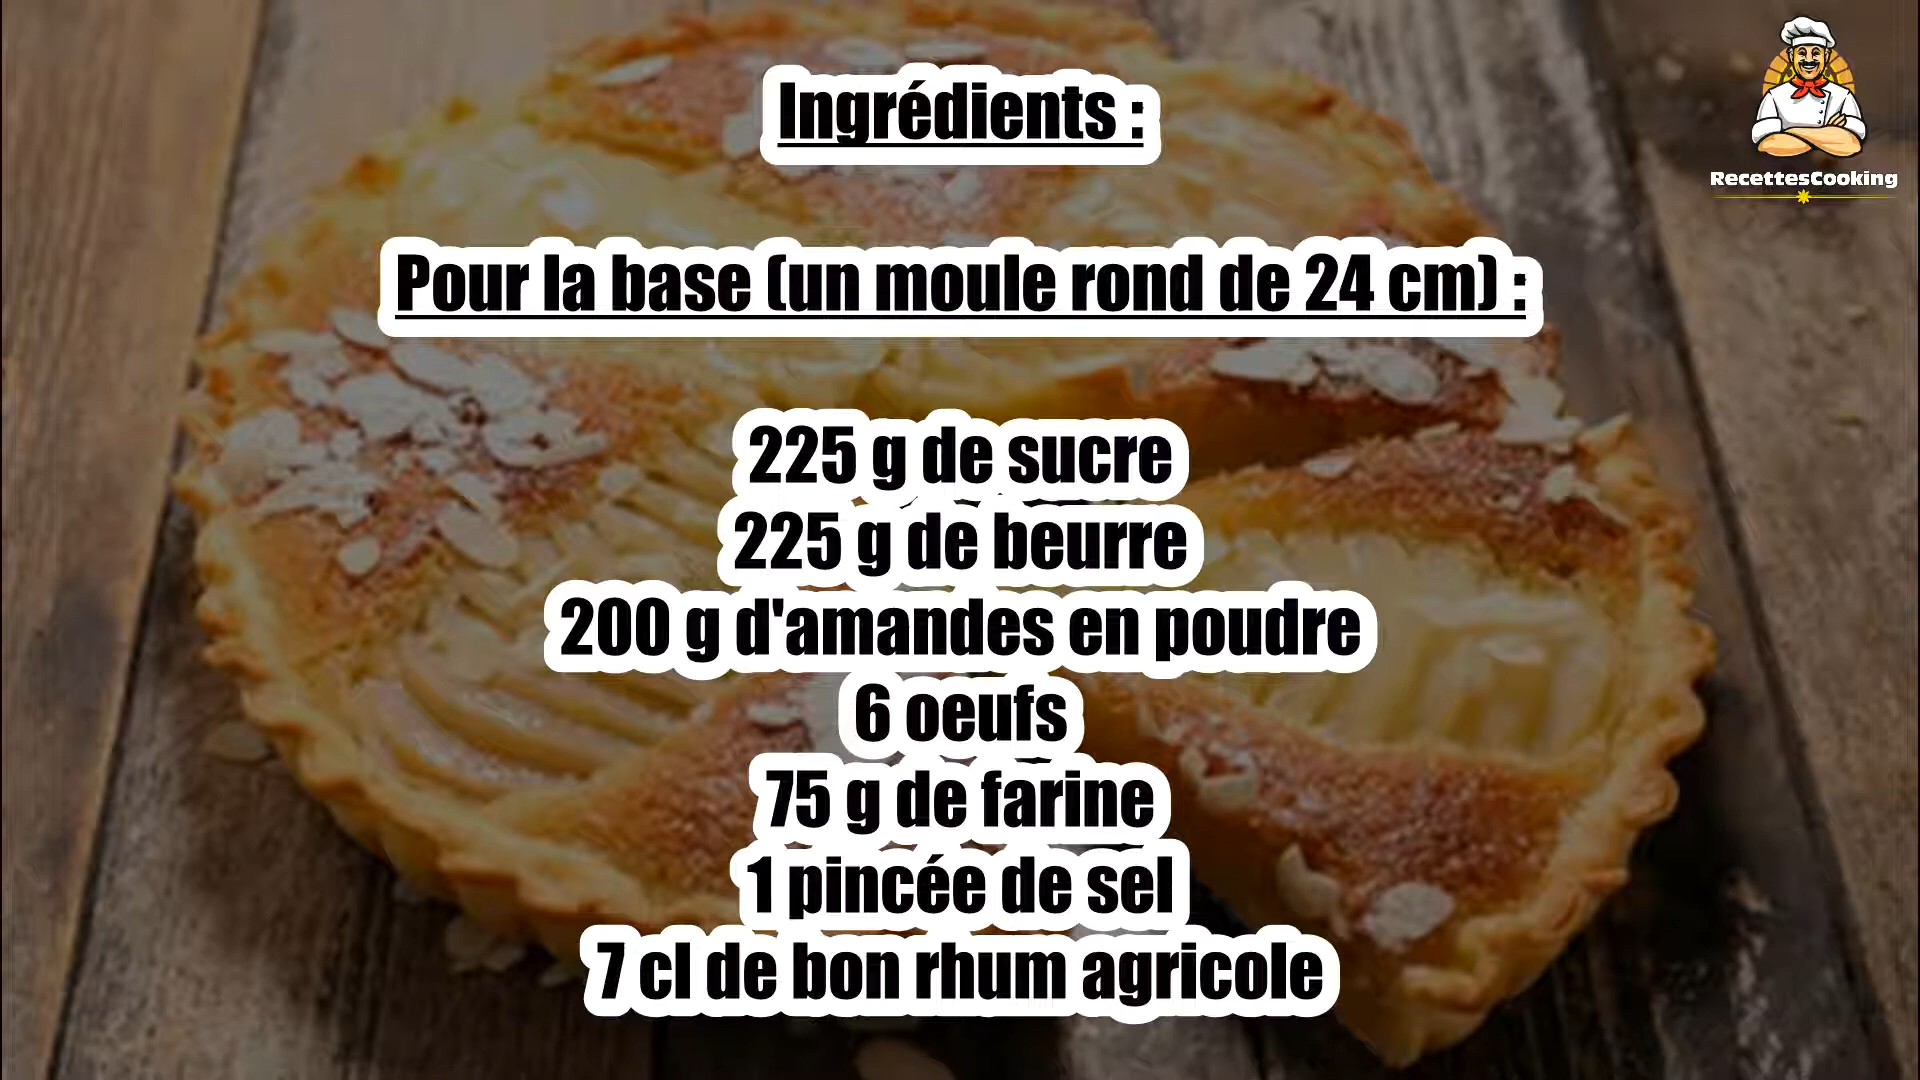 Ingrédients :
RecettesCooking
Pour la base (un moule rond de 24 cm) :
225 g de sucre
225 g de beurre
200 g d'amandes en poudre
6 oeufs
75 g de farine
1 pincée de sel
7 cl de bon rhum agricole